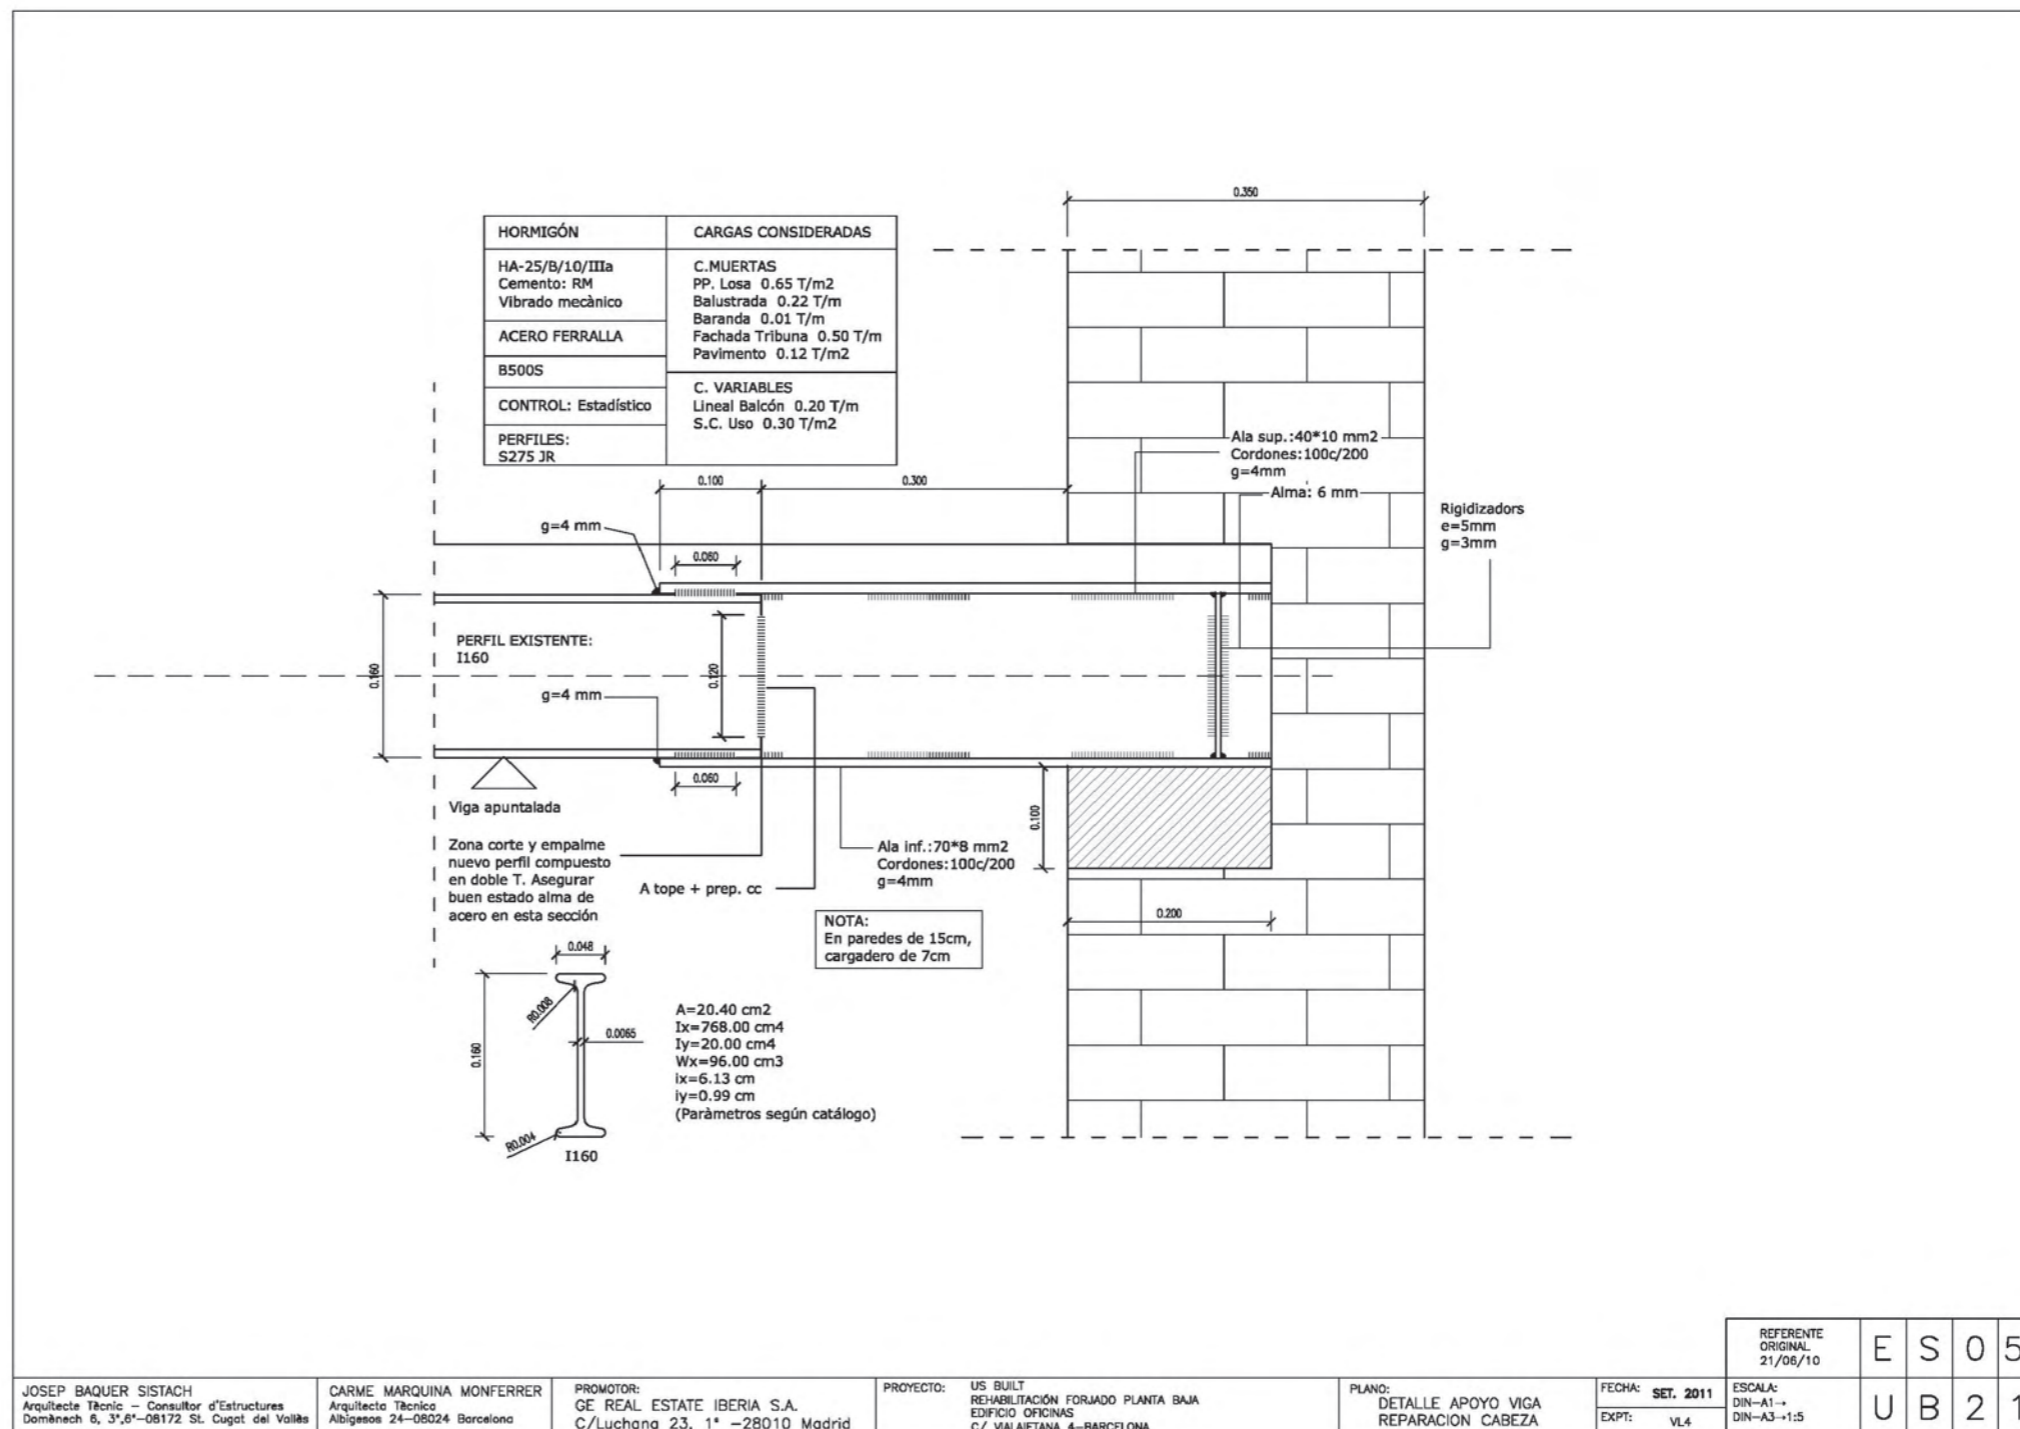 0.350
HORMIGÓN
HA-25/B/10/IIIa
Cemento: RM
Vibrado mecànico
ACERO FERRALLA
B500S
CONTROL: Estadístico
PERFILES:
S275 JR
CARGAS CONSIDERADAS
C.MUERTAS
PP. Losa 0.65 T/m2
Balustrada 0.22 T/m
Baranda 0.01 T/m
Fachada Tribuna 0.50 T/m
Pavimento 0.12 T/m2
C. VARIABLES
Lineal Balcón 0.20 T/m
S.C. Uso 0.30 T/m2
Ala sup.:40*10 mm2
Cordones:100c/200
g=4mm
Alma: 6 mm
Rigidizadors
e=5mm
g=3mm
0.100
0.300
g=4 mm
0.060
PERFIL EXISTENTE:
I160
0.160
0.120
g=4 mm
0.060
Viga apuntalada
Zona corte y empalme
nuevo perfil compuesto
en doble T. Asegurar
buen estado alma de
acero en esta sección
A tope + prep. cc
Ala inf.:70*8 mm2
Cordones:100c/200
g=4mm
0.100
0.200
NOTA:
En paredes de 15cm,
cargadero de 7cm
0.048
R0.008
0.0065
0.160
R0.004
I160
A=20.40 cm2
Ix=768.00 cm4
Iy=20.00 cm4
Wx=96.00 cm3
ix=6.13 cm
iy=0.99 cm
(Paràmetros según catálogo)
REFERENTE
ORIGINAL
21/06/10
E S 0 5
JOSEP BAQUER SISTACH
Arquitecte Tècnic – Consultor d'Estructures
Domènech 6, 3°,6°–08172 St. Cugat del Vallès
CARME MARQUINA MONFERRER
Arquitecta Tècnica
Albigesos 24–08024 Barcelona
PROMOTOR:
GE REAL ESTATE IBERIA S.A.
C/Luchana 23, 1° –28010 Madrid
PROYECTO:
US BUILT
REHABILITACIÓN FORJADO PLANTA BAJA
EDIFICIO OFICINAS
C/ VIALAIETANA 4–BARCELONA
PLANO:
DETALLE APOYO VIGA
REPARACION CABEZA
FECHA: SET. 2011
EXPT: VL4
ESCALA:
DIN–A1→
DIN–A3→1:5
U B 2 1